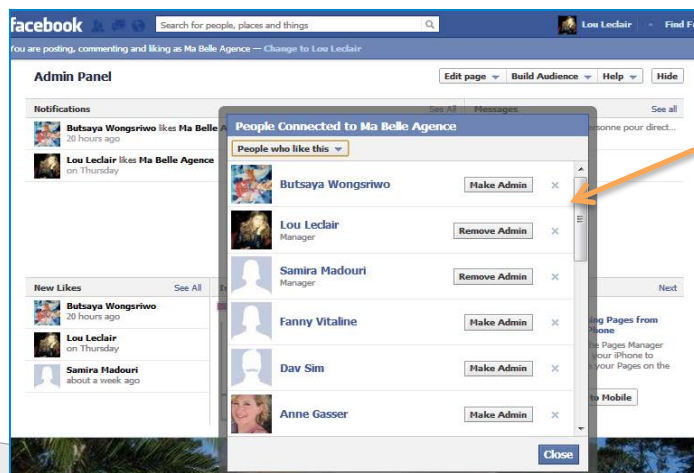 facebook Search for people, places and things Lou Leclair Find F
You are posting, commenting and liking as Ma Belle Agence — Change to Lou Leclair
Admin Panel Edit page Build Audience Help Hide
Notifications See All Messages See all
Butsaya Wongsriwo likes Ma Belle A
20 hours ago
Lou Leclair likes Ma Belle Agence
on Thursday
ersonne pour direct...
People Connected to Ma Belle Agence
People who like this
Butsaya Wongsriwo Make Admin
Lou Leclair
Manager
Remove Admin
Samira Madouri
Manager
Remove Admin
Fanny Vitaline Make Admin
Dav Sim Make Admin
Anne Gasser Make Admin
Close
New Likes See All
Butsaya Wongsriwo
20 hours ago
Lou Leclair
on Thursday
Samira Madouri
about a week ago
Next
ing Pages from
Phone
he Pages Manager
your iPhone to
your Pages on the
to Mobile